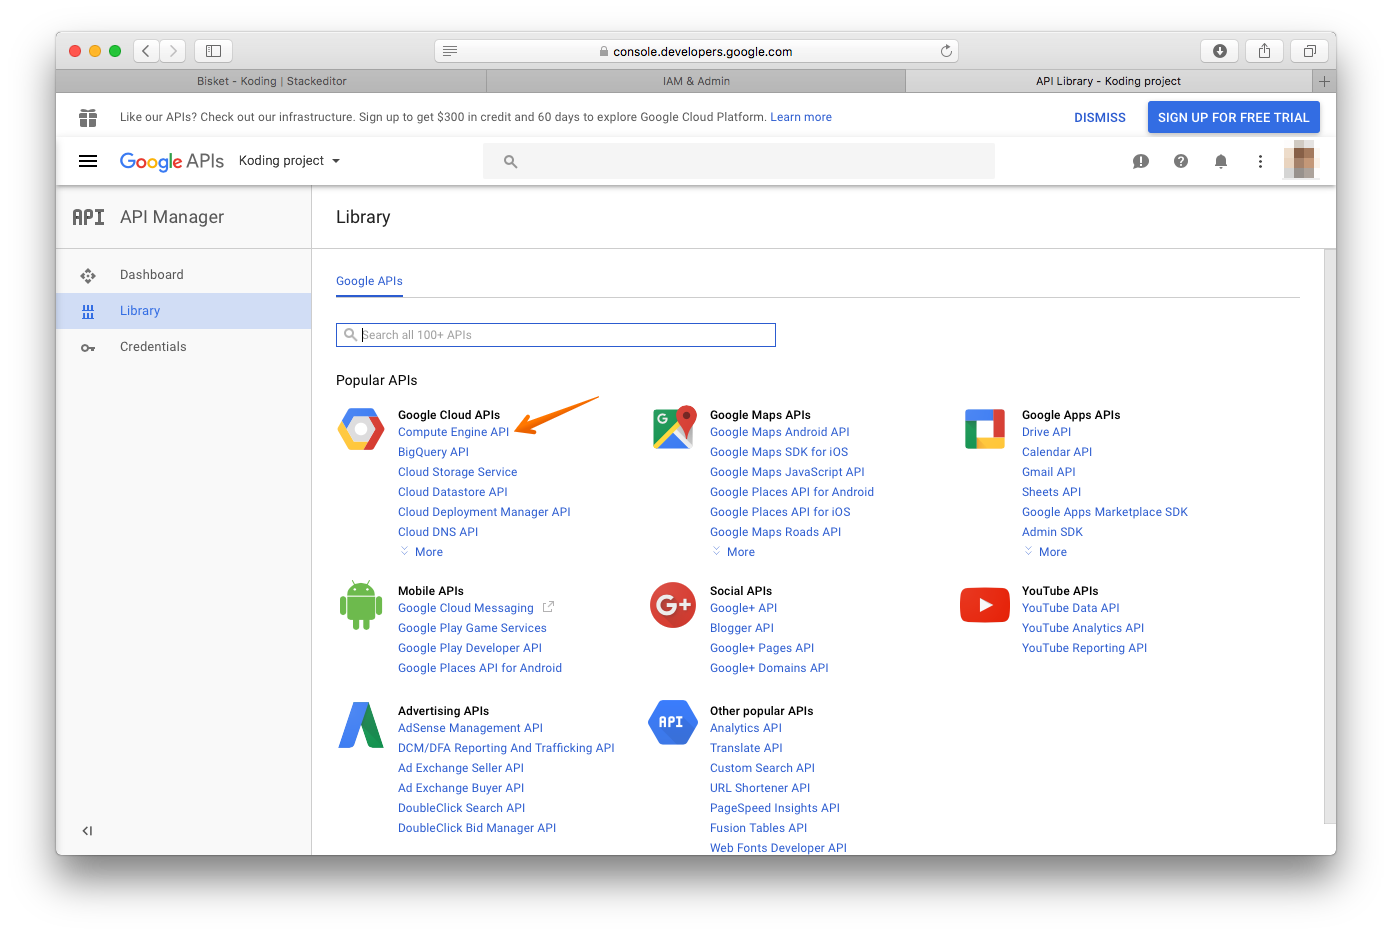 console.developers.google.com
Bisket - Koding | Stackeditor
IAM & Admin
API Library - Koding project
Like our APIs? Check out our infrastructure. Sign up to get $300 in credit and 60 days to explore Google Cloud Platform. Learn more
DISMISS
SIGN UP FOR FREE TRIAL
Google APIs
Koding project
API API Manager
Library
Dashboard
Library
Credentials
Google APIs
Search all 100+ APIs
Popular APIs
Google Cloud APIs
Compute Engine API
BigQuery API
Cloud Storage Service
Cloud Datastore API
Cloud Deployment Manager API
Cloud DNS API
More
G
Google Maps APIs
Google Maps Android API
Google Maps SDK for iOS
Google Maps JavaScript API
Google Places API for Android
Google Places API for iOS
Google Maps Roads API
More
Google Apps APIs
Drive API
Calendar API
Gmail API
Sheets API
Google Apps Marketplace SDK
Admin SDK
More
Mobile APIs
Google Cloud Messaging
Google Play Game Services
Google Play Developer API
Google Places API for Android
G+
Social APIs
Google+ API
Blogger API
Google+ Pages API
Google+ Domains API
YouTube APIs
YouTube Data API
YouTube Analytics API
YouTube Reporting API
Advertising APIs
AdSense Management API
DCM/DFA Reporting And Trafficking API
Ad Exchange Seller API
Ad Exchange Buyer API
DoubleClick Search API
DoubleClick Bid Manager API
API
Other popular APIs
Analytics API
Translate API
Custom Search API
URL Shortener API
PageSpeed Insights API
Fusion Tables API
Web Fonts Developer API